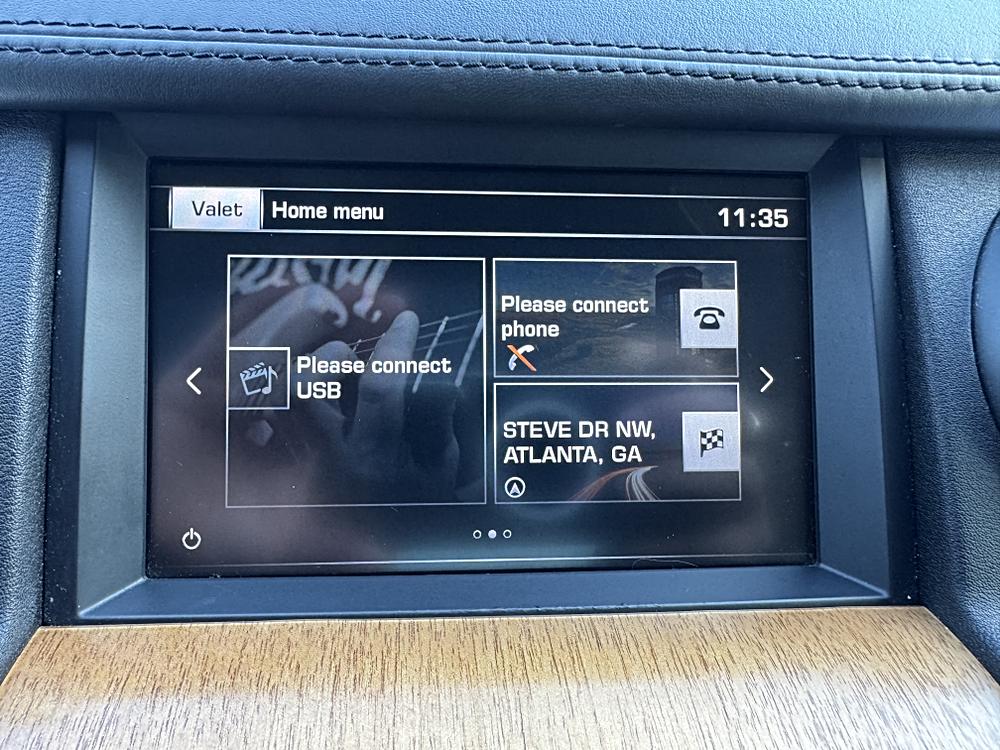 Valet Home menu 11:35
Please connect
USB
Please connect
phone
STEVE DR NW,
ATLANTA, GA